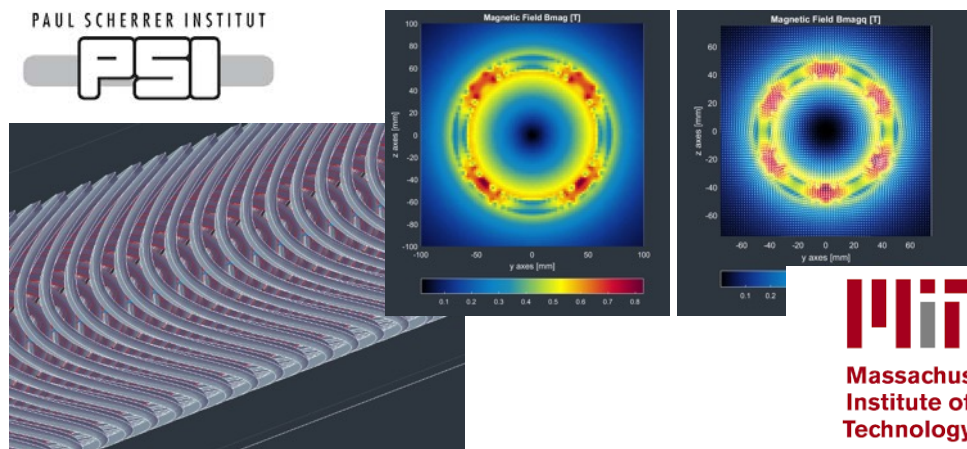 PAUL SCHERRER INSTITUT
PSI
Magnetic Field Bmag [T]
z axes [mm]
100
80
60
40
20
0
-20
-40
-60
-80
-100
-100
-50
0
50
100
y axes [mm]
0.1 0.2 0.3 0.4 0.5 0.6 0.7 0.8
Magnetic Field Bmagq [T]
z axes [mm]
60
40
20
0
-20
-40
-60
-60 -40 -20 0 20 40 60
y axes [mm]
0.1 0.2
MIT
Massachus
Institute of
Technology